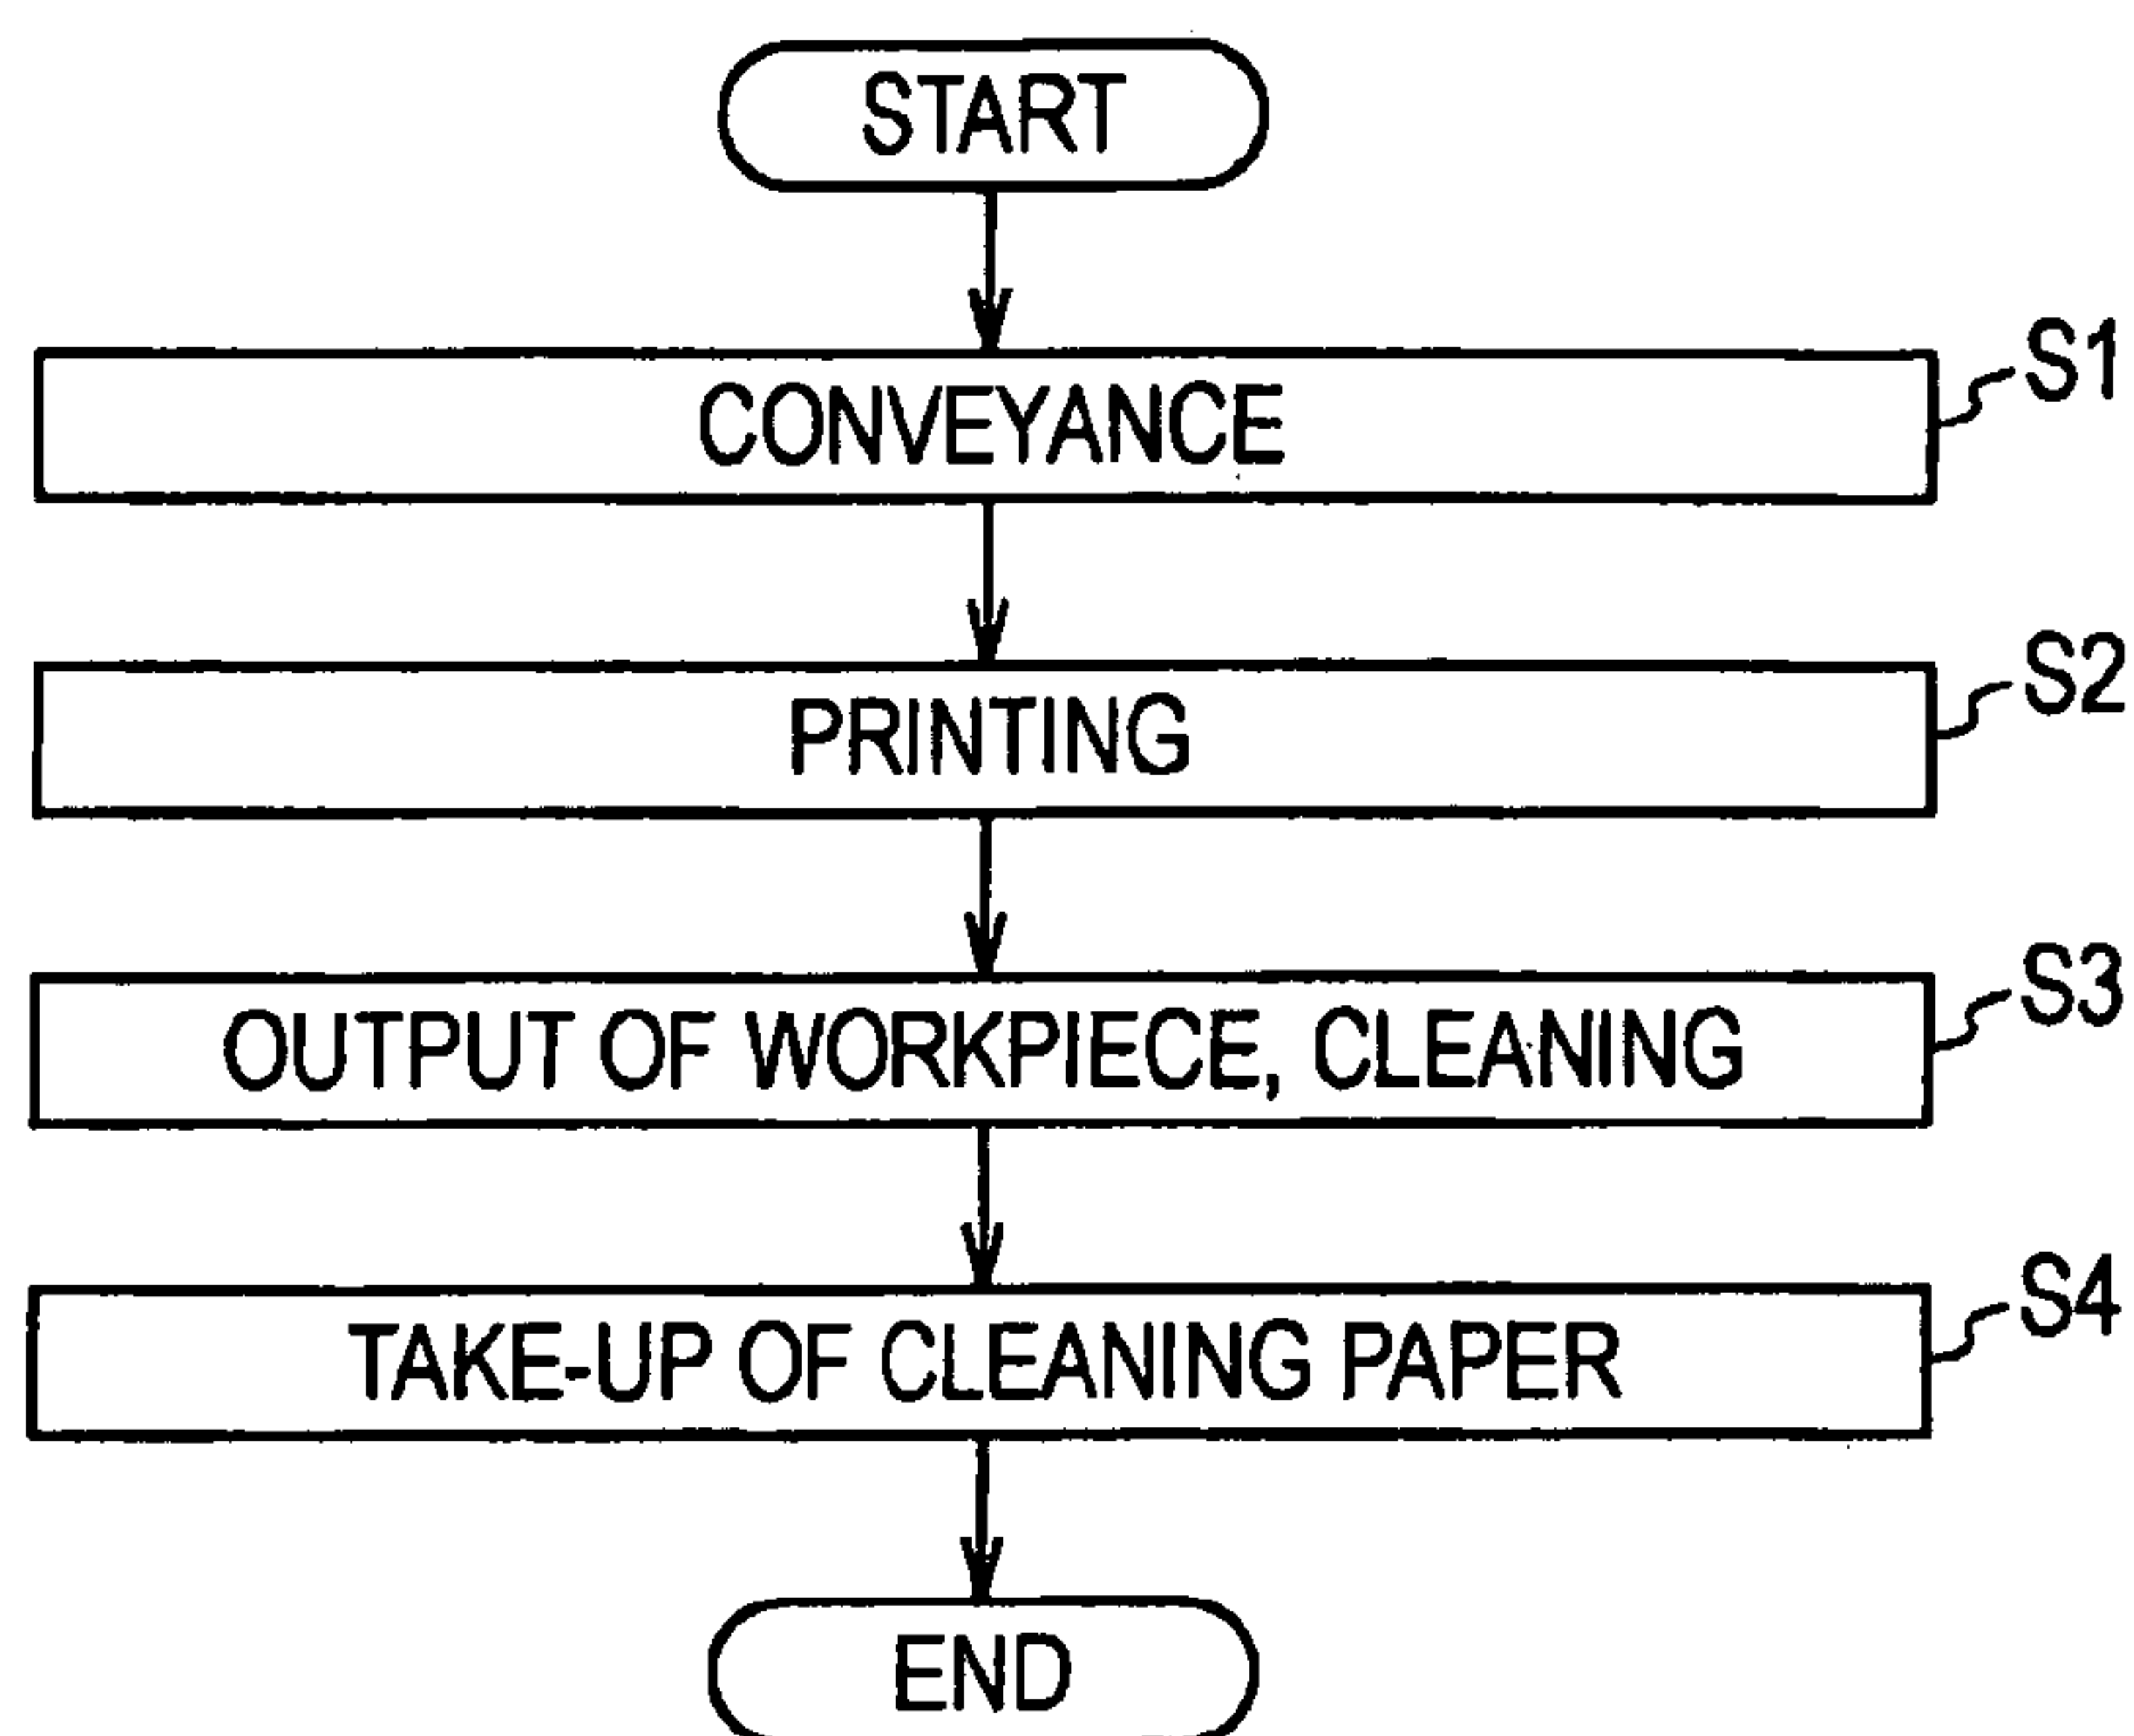 START
CONVEYANCE
S1
PRINTING
S2
OUTPUT OF WORKPIECE, CLEANING
S3
TAKE-UP OF CLEANING PAPER
S4
END